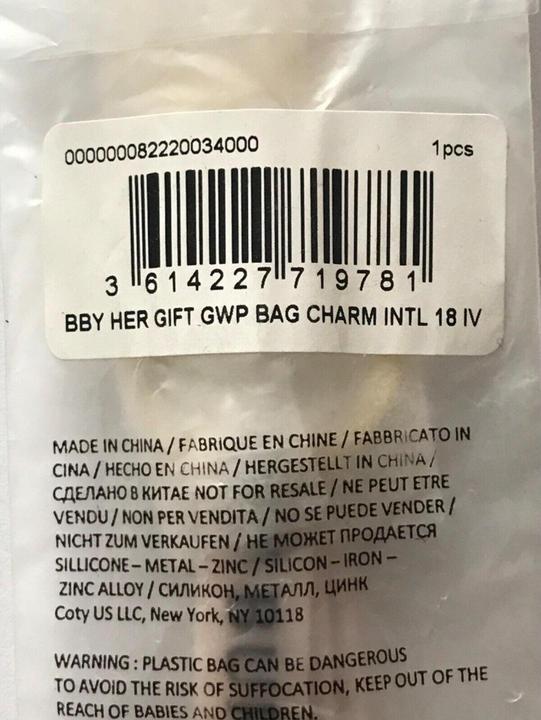 000000082220034000 1pcs
3 614227 719781
BBY HER GIFT GWP BAG CHARM INTL 18 IV
MADE IN CHINA / FABRIQUE EN CHINE / FABBRICATO IN
CINA / HECHO EN CHINA / HERGESTELLT IN CHINA /
СДЕЛАНО В КИТАЕ NOT FOR RESALE / NE PEUT ETRE
VENDU / NON PER VENDITA / NO SE PUEDE VENDER /
NICHT ZUM VERKAUFEN / НЕ МОЖЕТ ПРОДАЕТСЯ
SILLICONE – METAL – ZINC / SILICON – IRON –
ZINC ALLOY / СИЛИКОН, МЕТАЛЛ, ЦИНК
Coty US LLC, New York, NY 10118
WARNING : PLASTIC BAG CAN BE DANGEROUS
TO AVOID THE RISK OF SUFFOCATION, KEEP OUT OF THE
REACH OF BABIES AND CHILDREN.